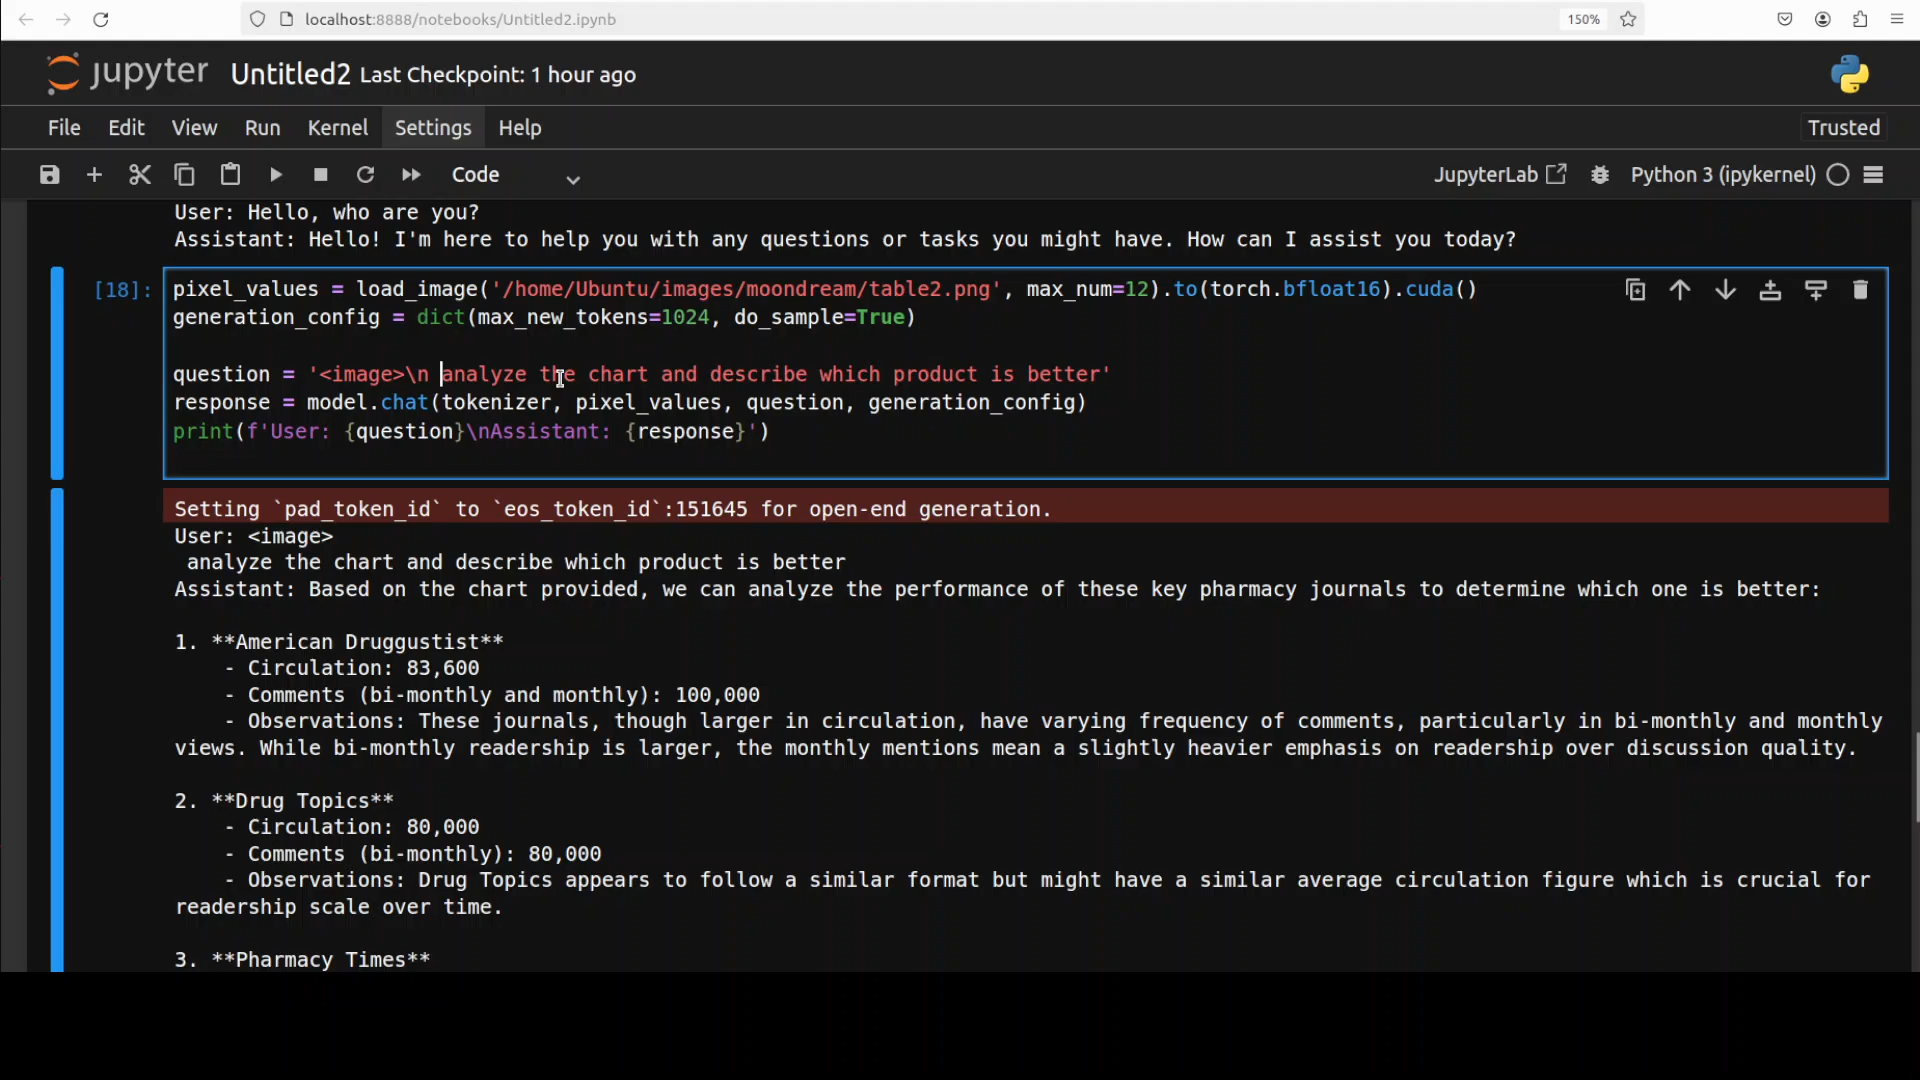 localhost:8888/notebooks/Untitled2.ipynb
150%
jupyter Untitled2 Last Checkpoint: 1 hour ago
File Edit View Run Kernel Settings Help
Trusted
Code
JupyterLab
Python 3 (ipykernel)
User: Hello, who are you?
Assistant: Hello! I'm here to help you with any questions or tasks you might have. How can I assist you today?
[18]:
pixel_values = load_image('/home/Ubuntu/images/moondream/table2.png', max_num=12).to(torch.bfloat16).cuda()
generation_config = dict(max_new_tokens=1024, do_sample=True)
question = '<image>\n analyze the chart and describe which product is better'
response = model.chat(tokenizer, pixel_values, question, generation_config)
print(f'User: {question}\nAssistant: {response}')
Setting `pad_token_id` to `eos_token_id`:151645 for open-end generation.
User: <image>
 analyze the chart and describe which product is better
Assistant: Based on the chart provided, we can analyze the performance of these key pharmacy journals to determine which one is better:
1. **American Druggustist**
- Circulation: 83,600
- Comments (bi-monthly and monthly): 100,000
- Observations: These journals, though larger in circulation, have varying frequency of comments, particularly in bi-monthly and monthly
views. While bi-monthly readership is larger, the monthly mentions mean a slightly heavier emphasis on readership over discussion quality.
2. **Drug Topics**
- Circulation: 80,000
- Comments (bi-monthly): 80,000
- Observations: Drug Topics appears to follow a similar format but might have a similar average circulation figure which is crucial for
readership scale over time.
3. **Pharmacy Times**